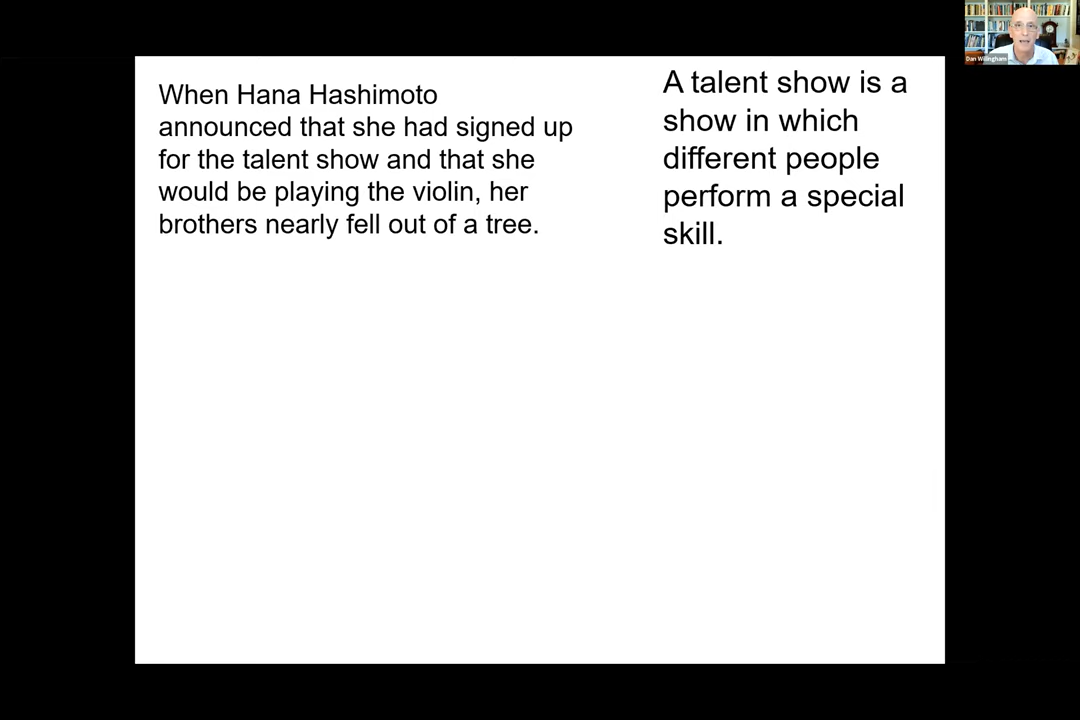 When Hana Hashimoto
announced that she had signed up
for the talent show and that she
would be playing the violin, her
brothers nearly fell out of a tree.
A talent show is a
show in which
different people
perform a special
skill.
Dan Willingham